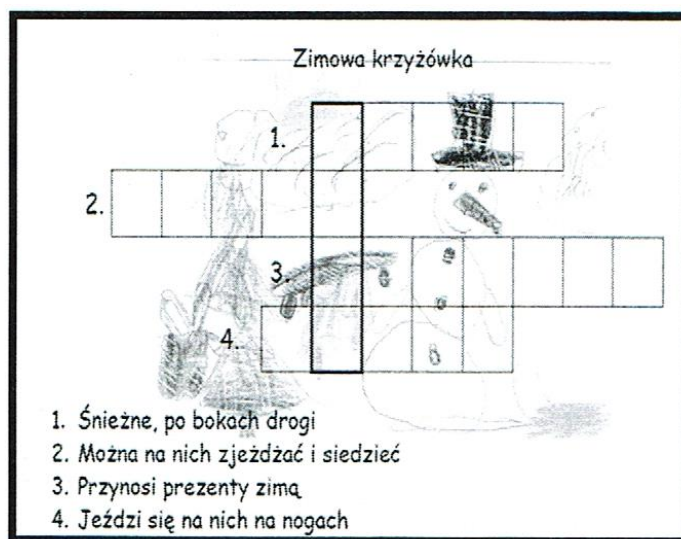 Zimowa krzyżówka
1.
2.
3.
4.
1. Śnieżne, po bokach drogi
2. Można na nich zjeżdżać i siedzieć
3. Przynosi prezenty zimą
4. Jeździ się na nich na nogach